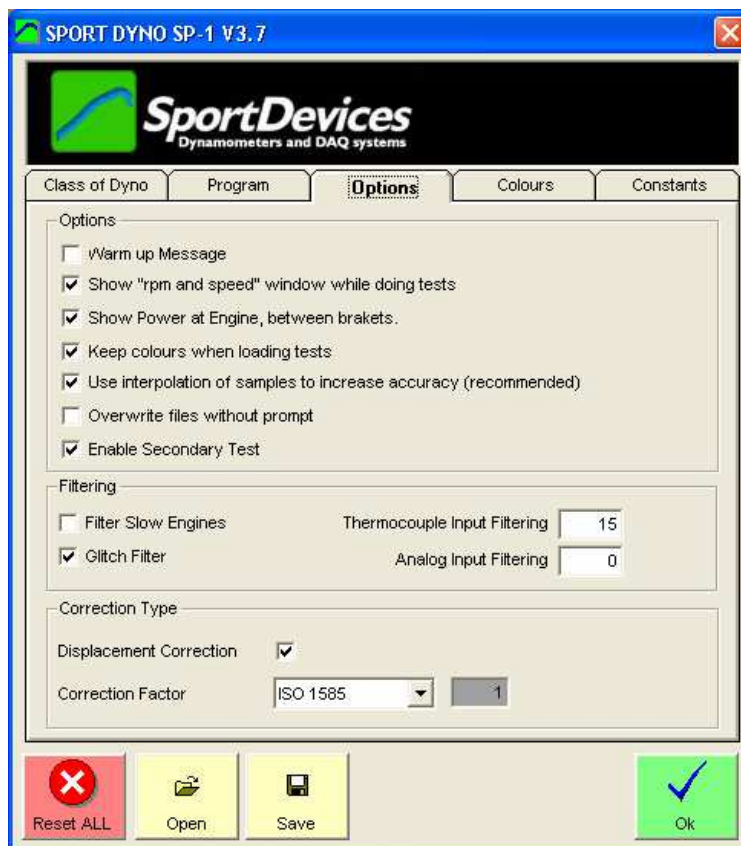 SPORT DYNO SP-1 V3.7
SportDevices
Dynamometers and DAQ systems
Class of Dyno Program Options Colours Constants
Options
Warm up Message
Show "rpm and speed" window while doing tests
Show Power at Engine, between brakets.
Keep colours when loading tests
Use interpolation of samples to increase accuracy (recommended)
Overwrite files without prompt
Enable Secondary Test
Filtering
Filter Slow Engines Thermocouple Input Filtering 15
Glitch Filter Analog Input Filtering 0
Correction Type
Displacement Correction
Correction Factor ISO 1585 1
Reset ALL Open Save Ok